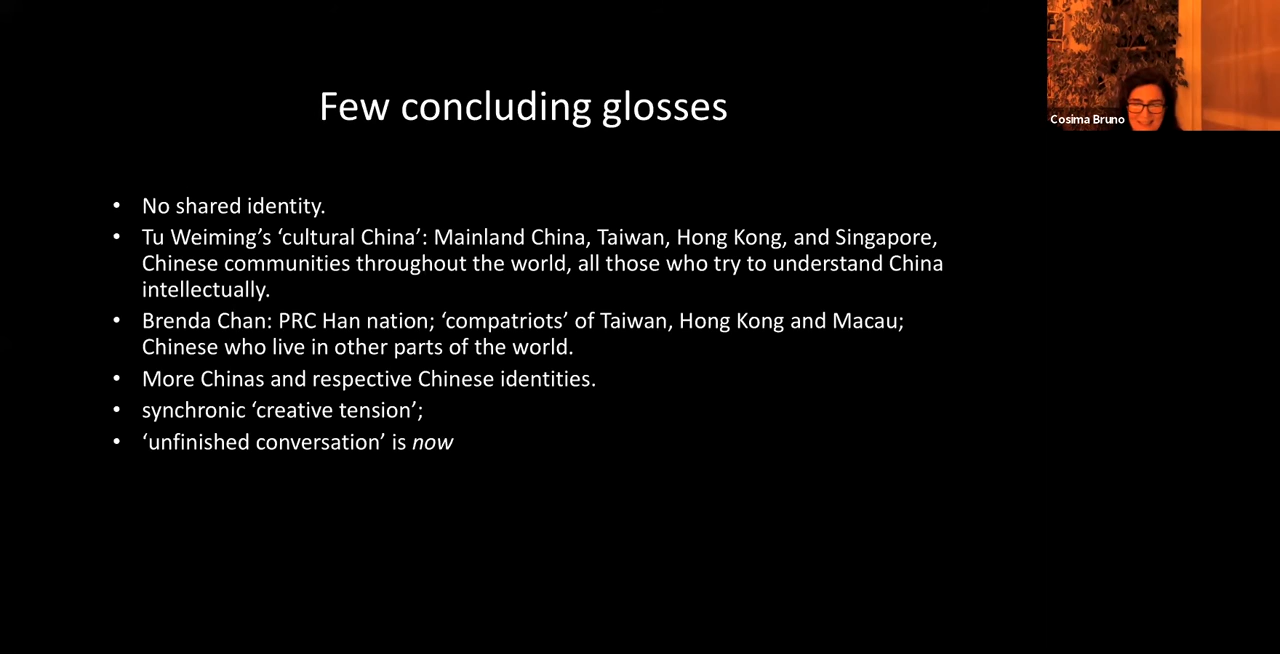 Few concluding glosses
Cosima Bruno
• No shared identity.
• Tu Weiming’s ‘cultural China’: Mainland China, Taiwan, Hong Kong, and Singapore,
Chinese communities throughout the world, all those who try to understand China
intellectually.
• Brenda Chan: PRC Han nation; ‘compatriots’ of Taiwan, Hong Kong and Macau;
Chinese who live in other parts of the world.
• More Chinas and respective Chinese identities.
• synchronic ‘creative tension’;
• ‘unfinished conversation’ is now